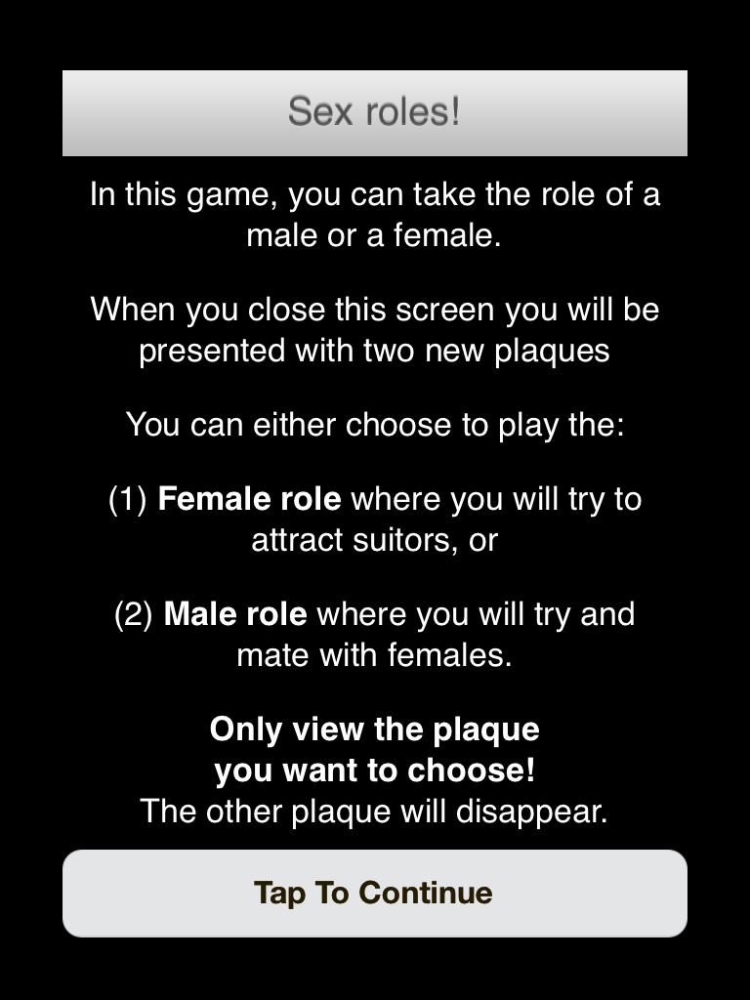 Sex roles!
In this game, you can take the role of a
male or a female.
When you close this screen you will be
presented with two new plaques
You can either choose to play the:
(1) Female role where you will try to
attract suitors, or
(2) Male role where you will try and
mate with females.
Only view the plaque
you want to choose!
The other plaque will disappear.
Tap To Continue